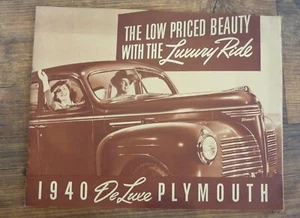 THE LOW PRICED BEAUTY
WITH THE Luxury Ride
1940 De Luxe PLYMOUTH